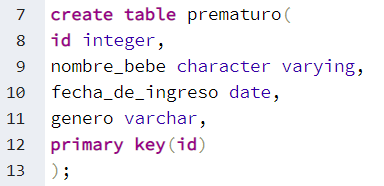 7 create table prematuro(
8 id integer,
9 nombre_bebe character varying,
10 fecha_de_ingreso date,
11 genero varchar,
12 primary key(id)
13 );